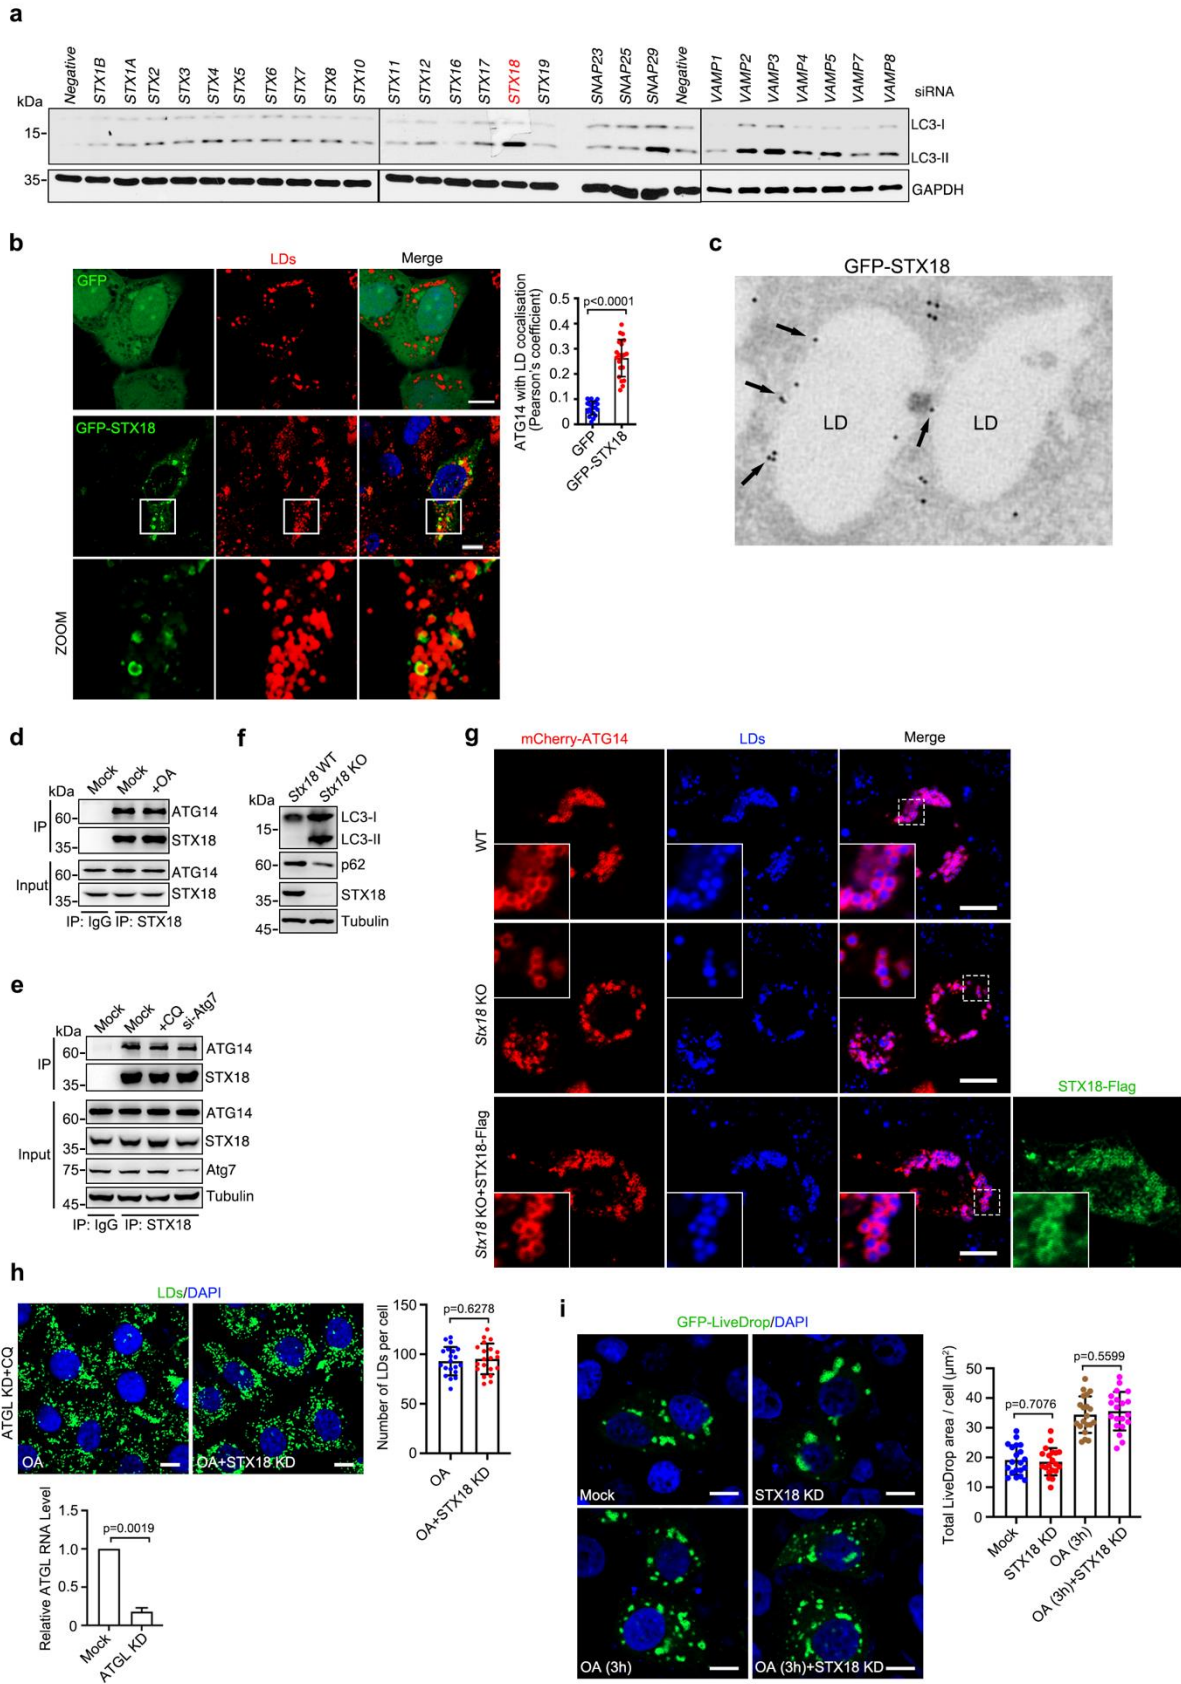 a
Negative STX1B STX1A STX2 STX3 STX4 STX5 STX6 STX7 STX8 STX10 STX11 STX12 STX16 STX17 STX18 STX19 SNAP23 SNAP25 SNAP29 Negative VAMP1 VAMP2 VAMP3 VAMP4 VAMP5 VAMP7 VAMP8 siRNA
kDa
15-
LC3-I
LC3-II
35-
GAPDH
b
LDs Merge
GFP
GFP-STX18
ZOOM
ATG14 with LD cocalisation
(Pearson's coefficient)
0.5
0.4
0.3
0.2
0.1
0
p<0.0001
GFP GFP-STX18
c
GFP-STX18
LD LD
d
Mock Mock +OA
kDa
IP
60- ATG14
35- STX18
Input
60- ATG14
35- STX18
IP: IgG IP: STX18
e
Mock Mock +CQ si-Atg7
kDa
IP
60- ATG14
35- STX18
Input
60- ATG14
35- STX18
75- Atg7
45- Tubulin
IP: IgG IP: STX18
f
Stx18 WT Stx18 KO
kDa
LC3-I
15-
LC3-II
60- p62
35- STX18
45- Tubulin
g
mCherry-ATG14 LDs Merge
WT
Stx18 KO
Stx18 KO+STX18-Flag
STX18-Flag
h
LDs/DAPI
ATGL KD+CQ
OA OA+STX18 KD
Number of LDs per cell
150
100
50
0
p=0.6278
OA OA+STX18 KD
Relative ATGL RNA Level
1.5
1.0
0.5
0
p=0.0019
Mock ATGL KD
i
GFP-LiveDrop/DAPI
Mock STX18 KD
OA (3h) OA (3h)+STX18 KD
Total LiveDrop area / cell (µm²)
50
40
30
20
10
0
p=0.7076
p=0.5599
Mock STX18 KD OA (3h) OA (3h)+STX18 KD